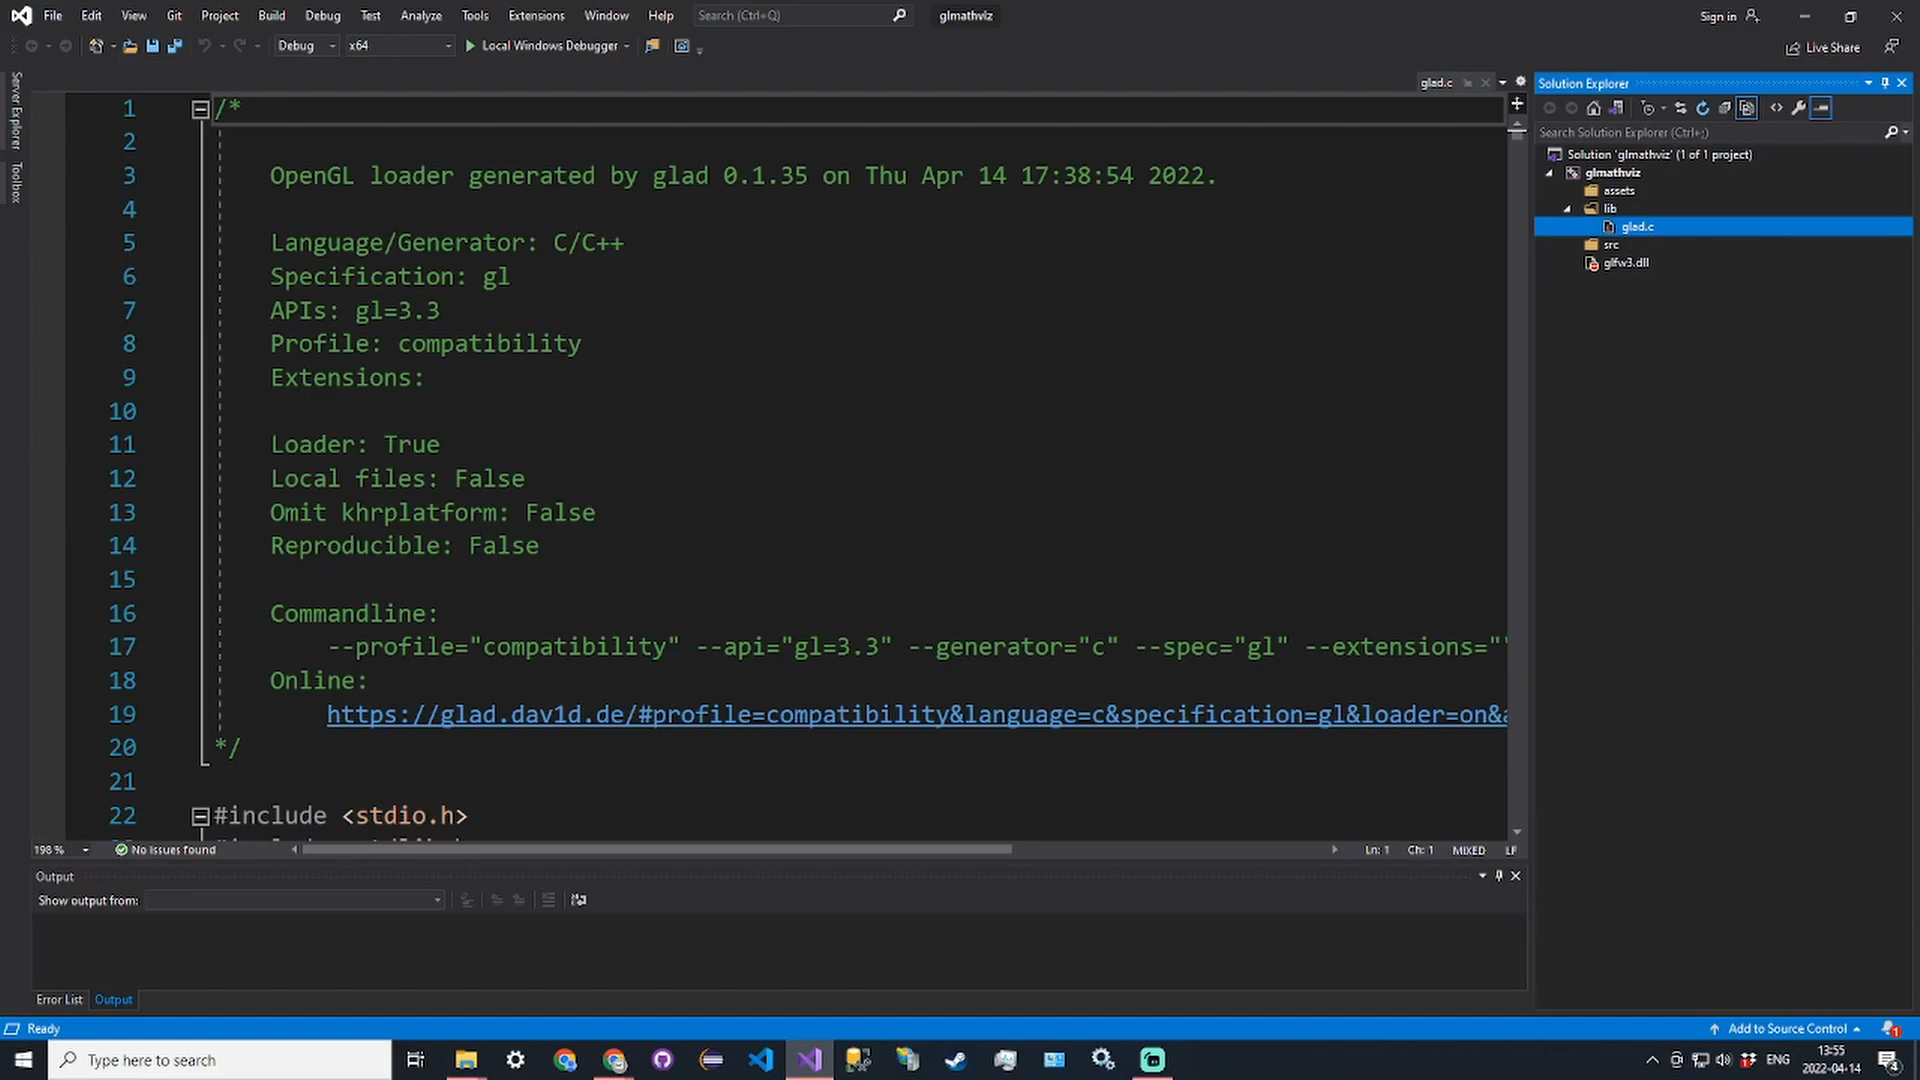 File Edit View Git Project Build Debug Test Analyze Tools Extensions Window Help Search (Ctrl+Q) glmathviz Sign in
Debug x64 Local Windows Debugger Live Share
Server Explorer
Toolbox
glad.c
1 /*
2
3 OpenGL loader generated by glad 0.1.35 on Thu Apr 14 17:38:54 2022.
4
5 Language/Generator: C/C++
6 Specification: gl
7 APIs: gl=3.3
8 Profile: compatibility
9 Extensions:
10
11 Loader: True
12 Local files: False
13 Omit khrplatform: False
14 Reproducible: False
15
16 Commandline:
17 --profile="compatibility" --api="gl=3.3" --generator="c" --spec="gl" --extensions=""
18 Online:
19 https://glad.dav1d.de/#profile=compatibility&language=c&specification=gl&loader=on&a
20 */
21
22 #include <stdio.h>
198 % No issues found Ln: 1 Ch: 1 MIXED LF
Output
Show output from:
Error List Output
Solution Explorer
Search Solution Explorer (Ctrl+;)
Solution 'glmathviz' (1 of 1 project)
glmathviz
assets
lib
glad.c
src
glfw3.dll
Ready Add to Source Control 1
Type here to search
ENG
13:55
2022-04-14
4